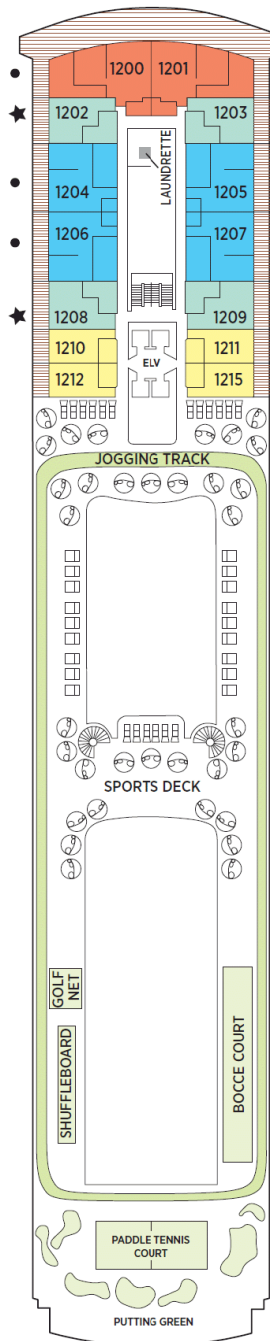 1200 1201
1202 1203
LAUNDRETTE
1204 1205
1206 1207
1208 1209
1210 1211
ELV
1212 1215
JOGGING TRACK
SPORTS DECK
GOLF
NET
SHUFFLEBOARD
BOCCE COURT
PADDLE TENNIS
COURT
PUTTING GREEN